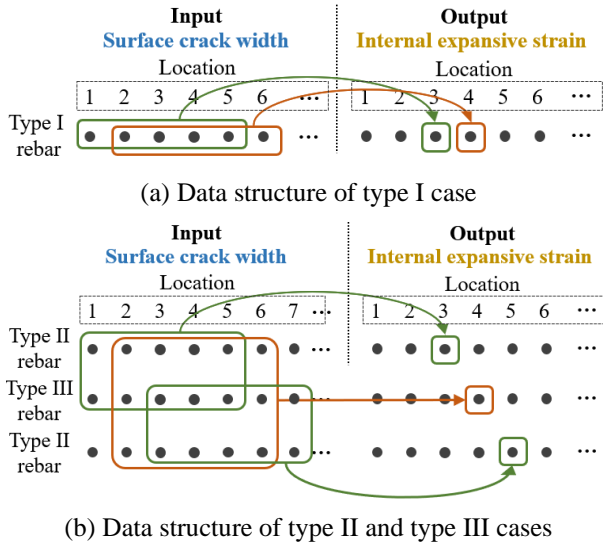 Input Output
Surface crack width Internal expansive strain
Location Location
1 2 3 4 5 6 ... 1 2 3 4 5 6 ...
Type I
rebar ... ...
(a) Data structure of type I case
Input Output
Surface crack width Internal expansive strain
Location Location
1 2 3 4 5 6 7 ... 1 2 3 4 5 6 ...
Type II
rebar ... ...
Type III
rebar ... ...
Type II
rebar ... ...
(b) Data structure of type II and type III cases